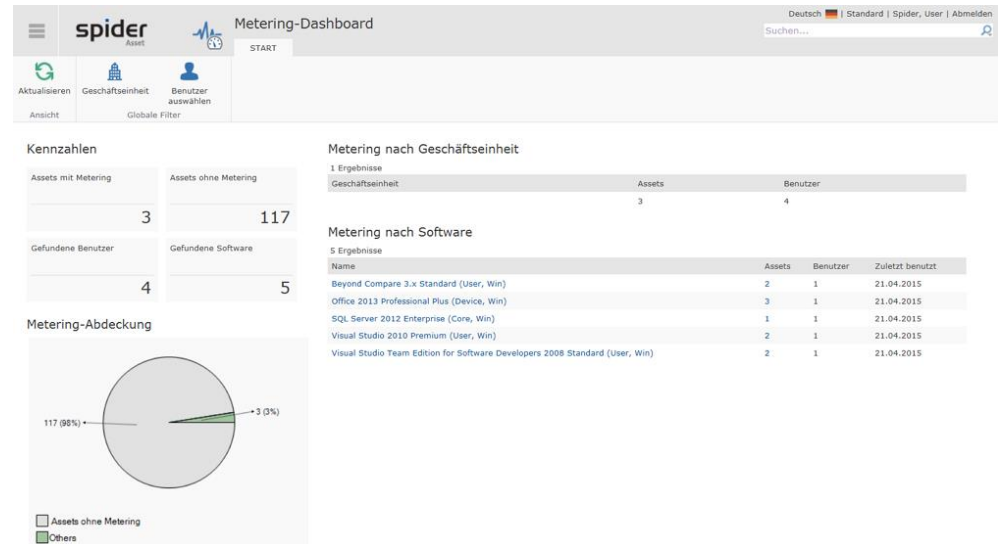 Deutsch | Standard | Spider, User | Abmelden
spider
Asset
Metering-Dashboard
Suchen...
START
Aktualisieren
Geschäftseinheit
Benutzer
auswählen
Ansicht
Globale Filter
Kennzahlen
Assets mit Metering
3
Assets ohne Metering
117
Gefundene Benutzer
4
Gefundene Software
5
Metering-Abdeckung
117 (98%)
3 (3%)
Assets ohne Metering
Others
Metering nach Geschäftseinheit
1 Ergebnisse
Geschäftseinheit Assets Benutzer
3 4
Metering nach Software
5 Ergebnisse
Name Assets Benutzer Zuletzt benutzt
Beyond Compare 3.x Standard (User, Win) 2 1 21.04.2015
Office 2013 Professional Plus (Device, Win) 3 1 21.04.2015
SQL Server 2012 Enterprise (Core, Win) 1 1 21.04.2015
Visual Studio 2010 Premium (User, Win) 2 1 21.04.2015
Visual Studio Team Edition for Software Developers 2008 Standard (User, Win) 2 1 21.04.2015